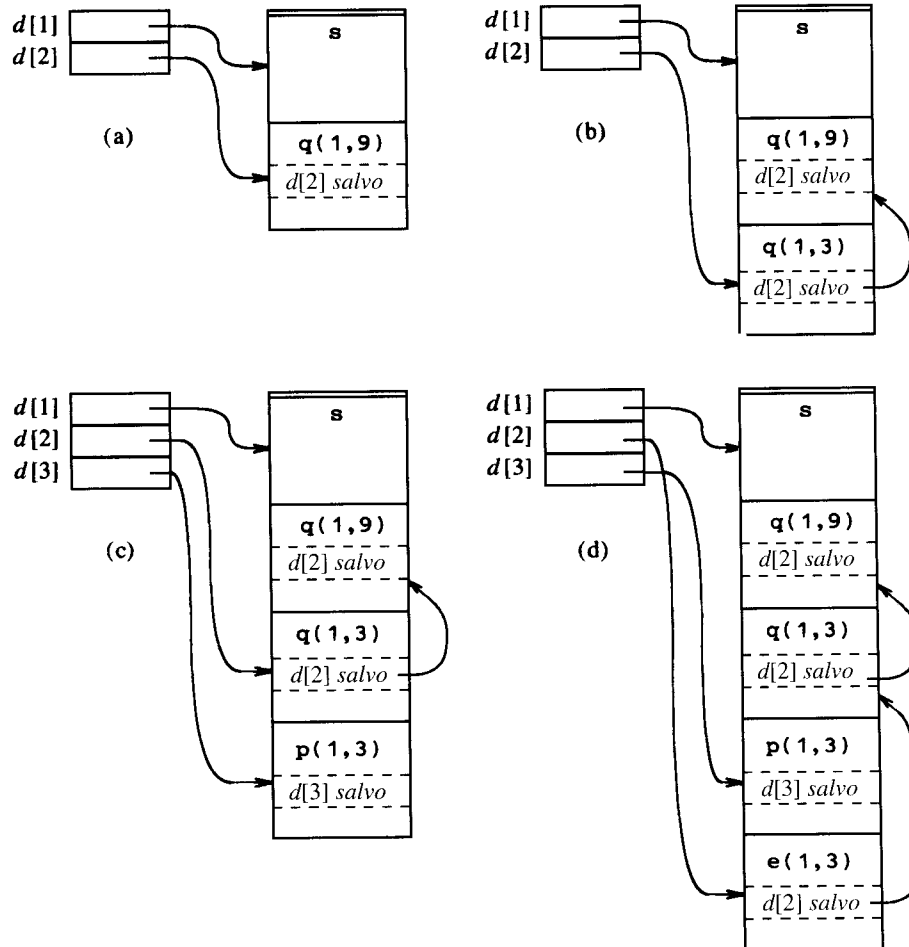 d[1]
d[2]
s
(a)
q(1,9)
d[2] salvo
d[1]
d[2]
s
(b)
q(1,9)
d[2] salvo
q(1,3)
d[2] salvo
d[1]
d[2]
d[3]
s
(c)
q(1,9)
d[2] salvo
q(1,3)
d[2] salvo
p(1,3)
d[3] salvo
d[1]
d[2]
d[3]
s
(d)
q(1,9)
d[2] salvo
q(1,3)
d[2] salvo
p(1,3)
d[3] salvo
e(1,3)
d[2] salvo